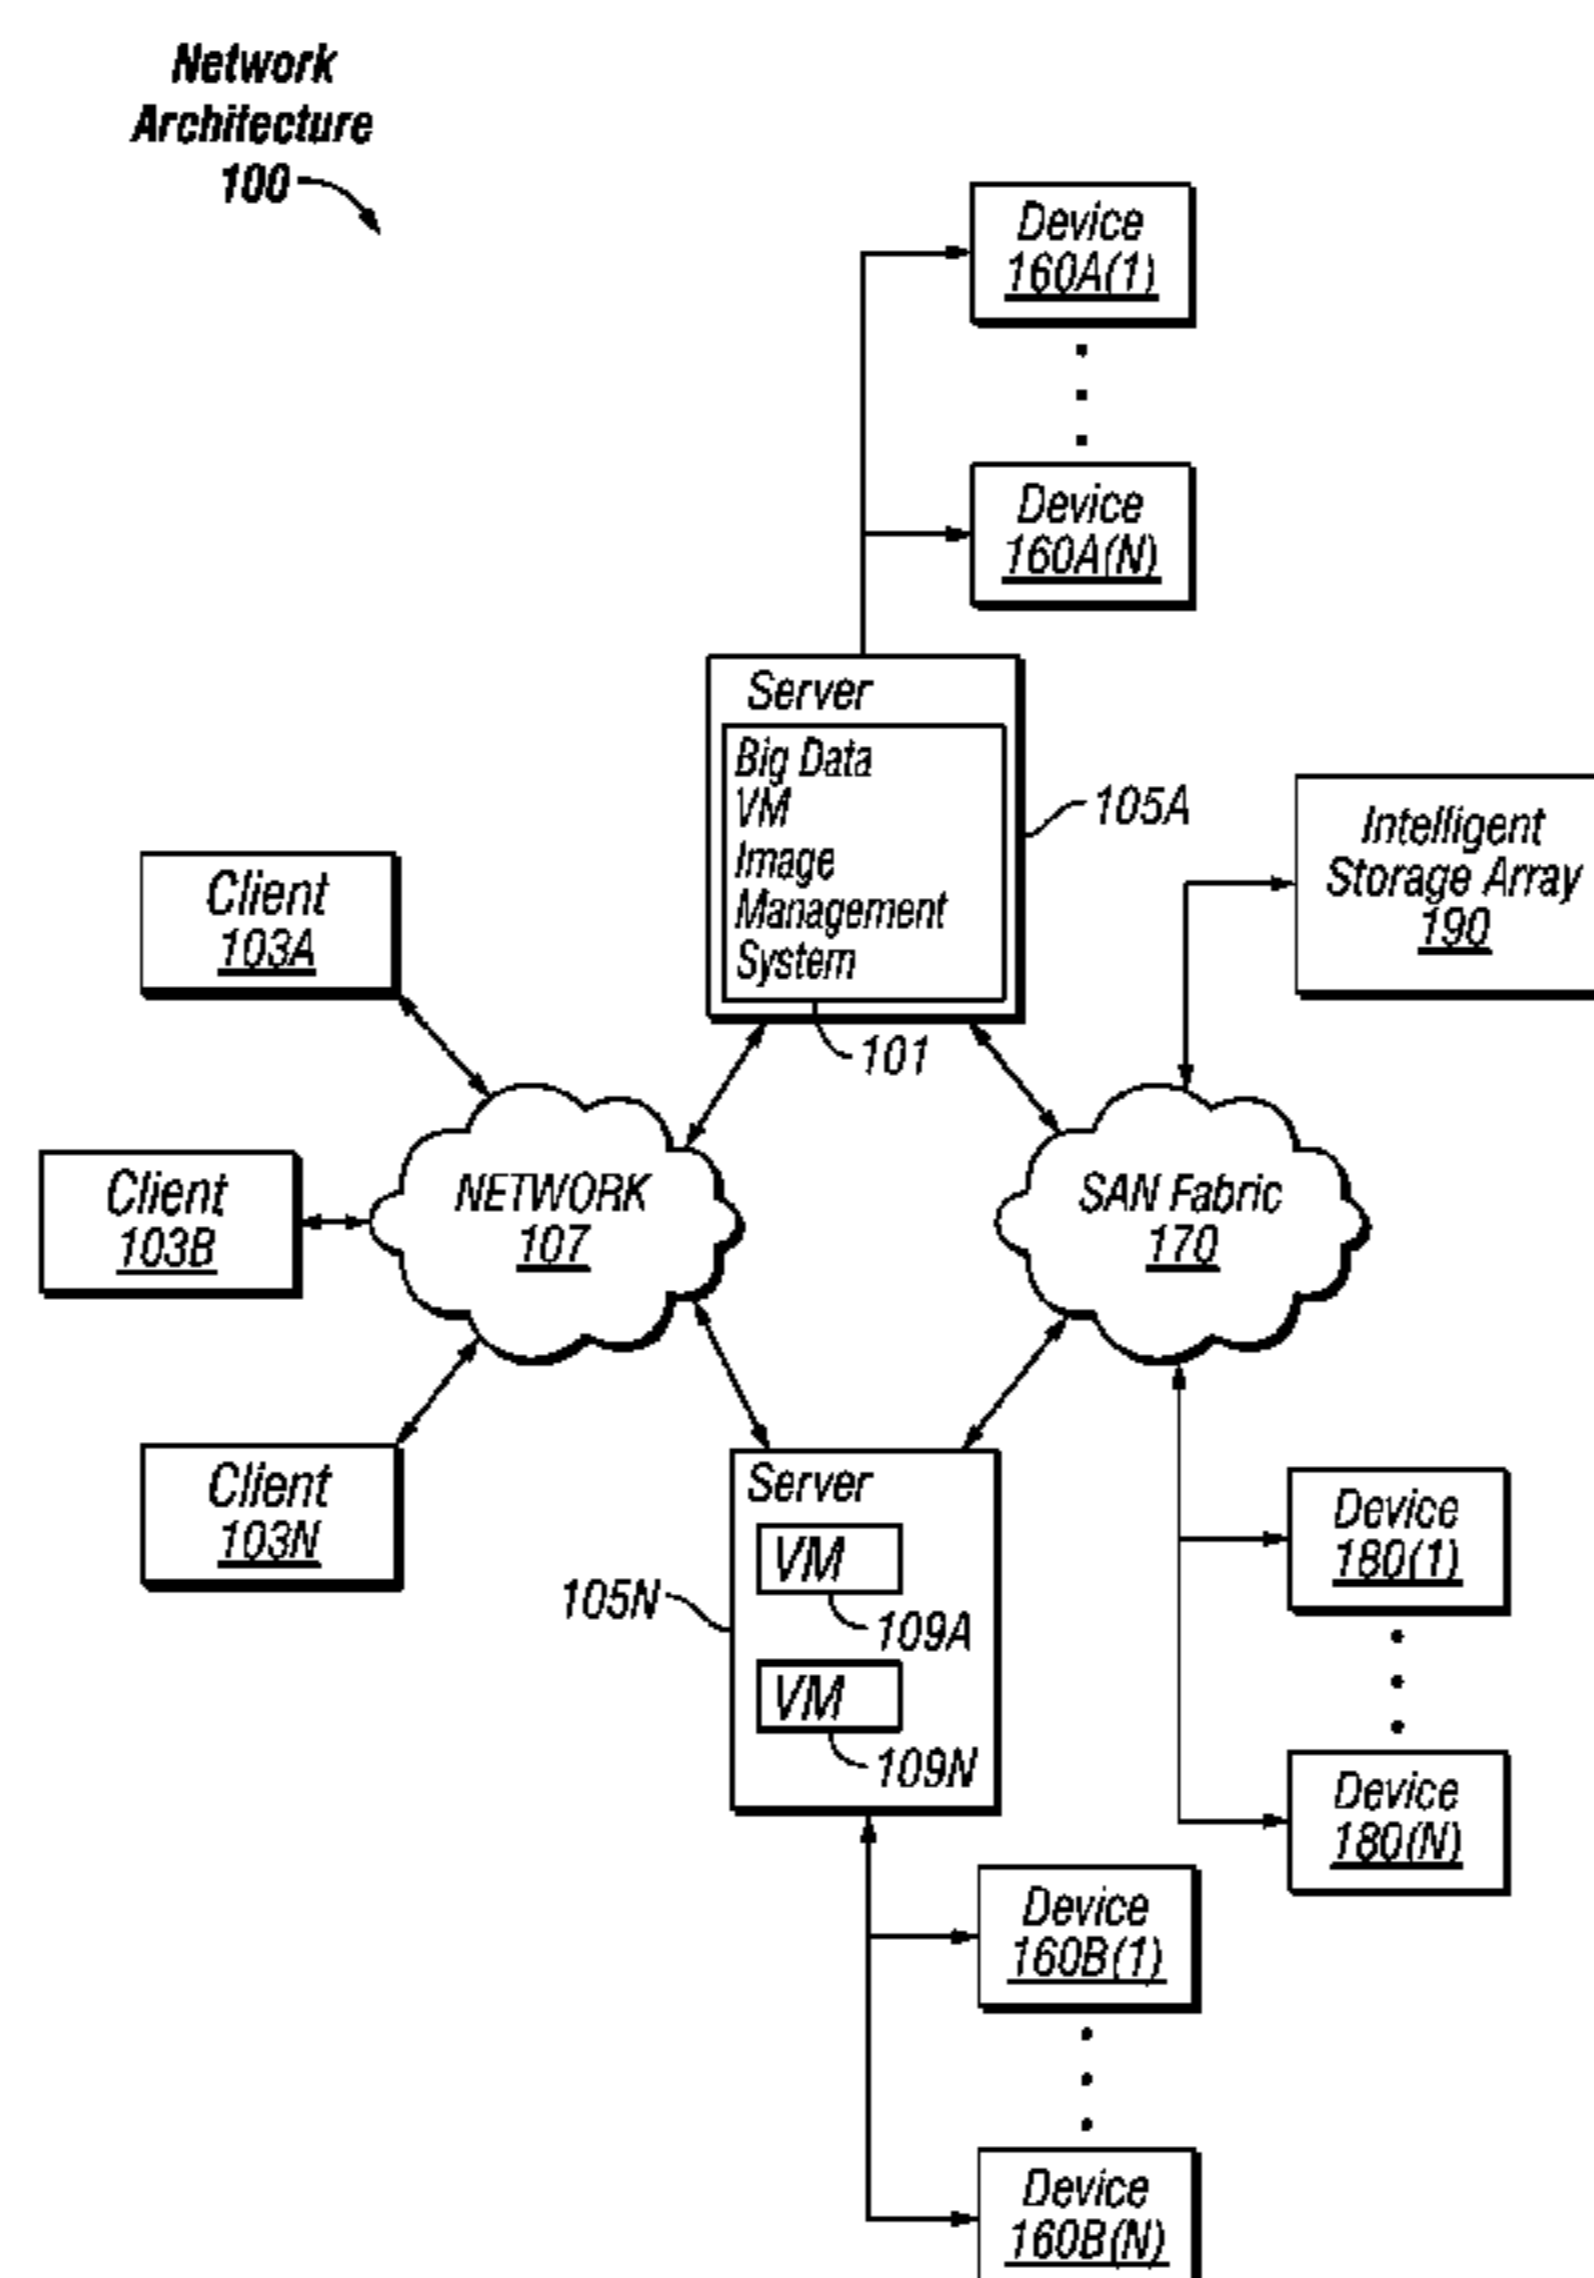 Network
Architecture
100
Device
160A(1)
Device
160A(N)
Server
Big Data
VM
Image
Management
System
105A
101
Intelligent
Storage Array
190
Client
103A
Client
103B
Client
103N
NETWORK
107
SAN Fabric
170
Server
VM
109A
VM
109N
105N
Device
180(1)
Device
180(N)
Device
160B(1)
Device
160B(N)